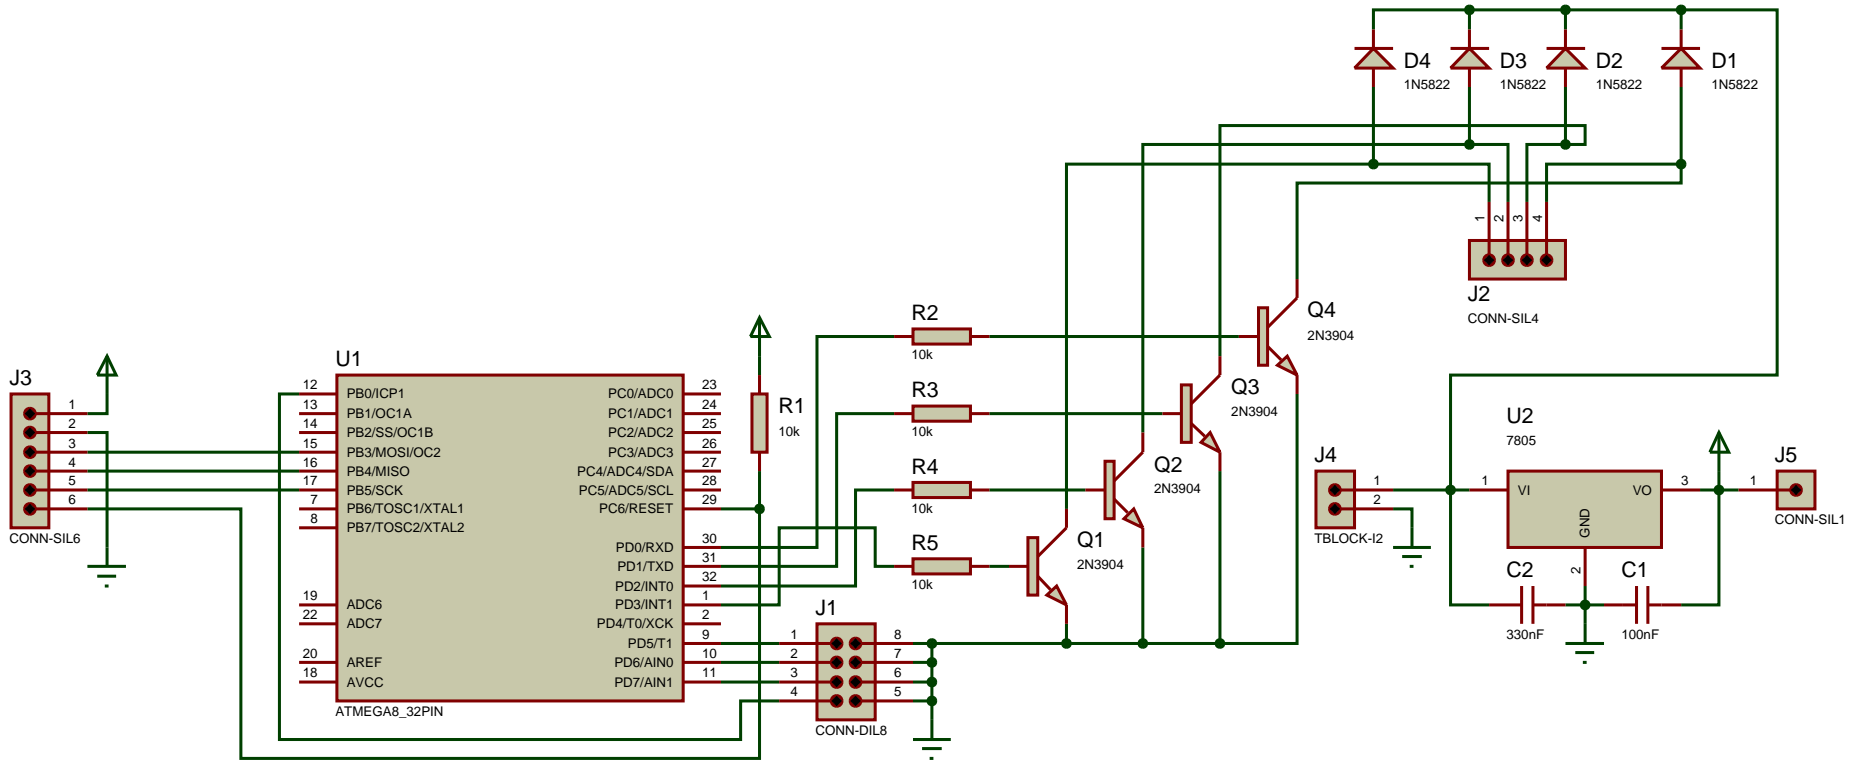 D4
1N5822
D3
1N5822
D2
1N5822
D1
1N5822
1
2
3
4
J2
CONN-SIL4
J3
1
2
3
4
5
6
CONN-SIL6
U1
12 PB0/ICP1
13 PB1/OC1A
14 PB2/SS/OC1B
15 PB3/MOSI/OC2
16 PB4/MISO
17 PB5/SCK
7 PB6/TOSC1/XTAL1
8 PB7/TOSC2/XTAL2
19 ADC6
22 ADC7
20 AREF
18 AVCC
PC0/ADC0 23
PC1/ADC1 24
PC2/ADC2 25
PC3/ADC3 26
PC4/ADC4/SDA 27
PC5/ADC5/SCL 28
PC6/RESET 29
PD0/RXD 30
PD1/TXD 31
PD2/INT0 32
PD3/INT1 1
PD4/T0/XCK 2
PD5/T1 9
PD6/AIN0 10
PD7/AIN1 11
ATMEGA8_32PIN
R1
10k
R2
10k
R3
10k
R4
10k
R5
10k
Q4
2N3904
Q3
2N3904
Q2
2N3904
Q1
2N3904
J1
1 8
2 7
3 6
4 5
CONN-DIL8
J4
1
2
TBLOCK-I2
U2
7805
1 VI VO 3
GND
2
C2
330nF
C1
100nF
J5
1
CONN-SIL1